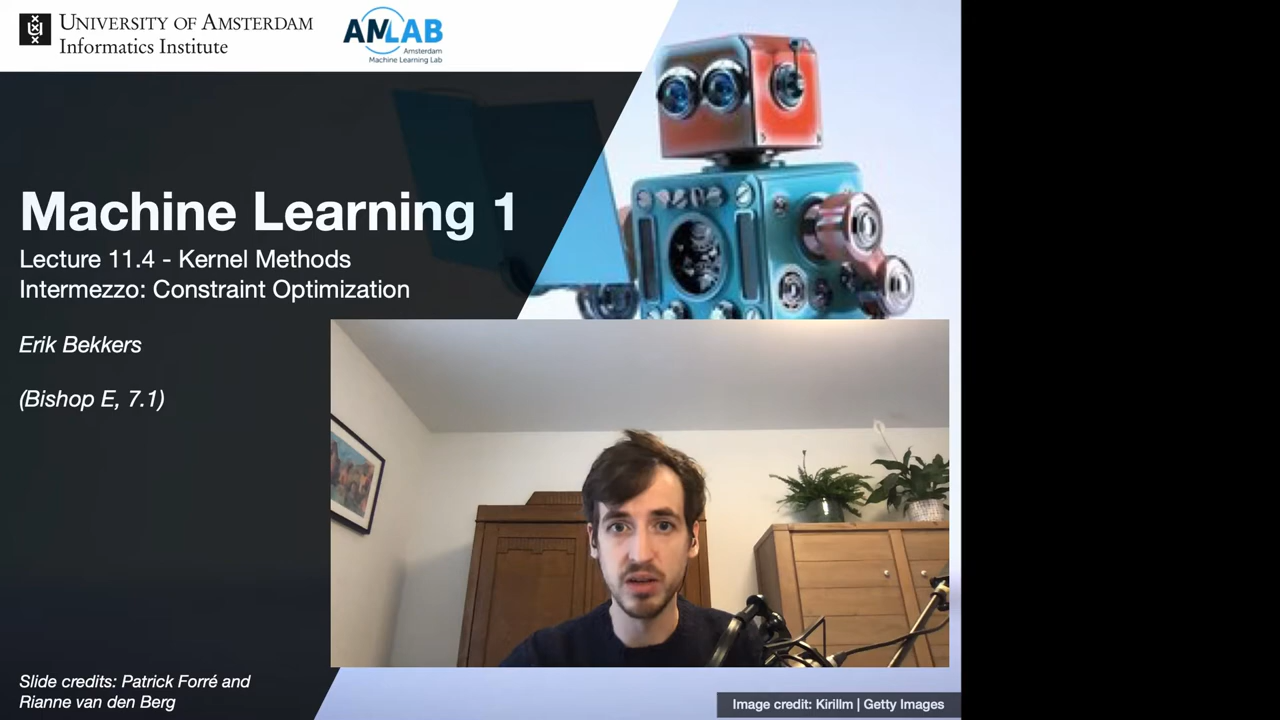 UNIVERSITY OF AMSTERDAM
Informatics Institute
AMLAB
Amsterdam
Machine Learning Lab
Machine Learning 1
Lecture 11.4 - Kernel Methods
Intermezzo: Constraint Optimization
Erik Bekkers
(Bishop E, 7.1)
Slide credits: Patrick Forré and
Rianne van den Berg
Image credit: Kirillm | Getty Images